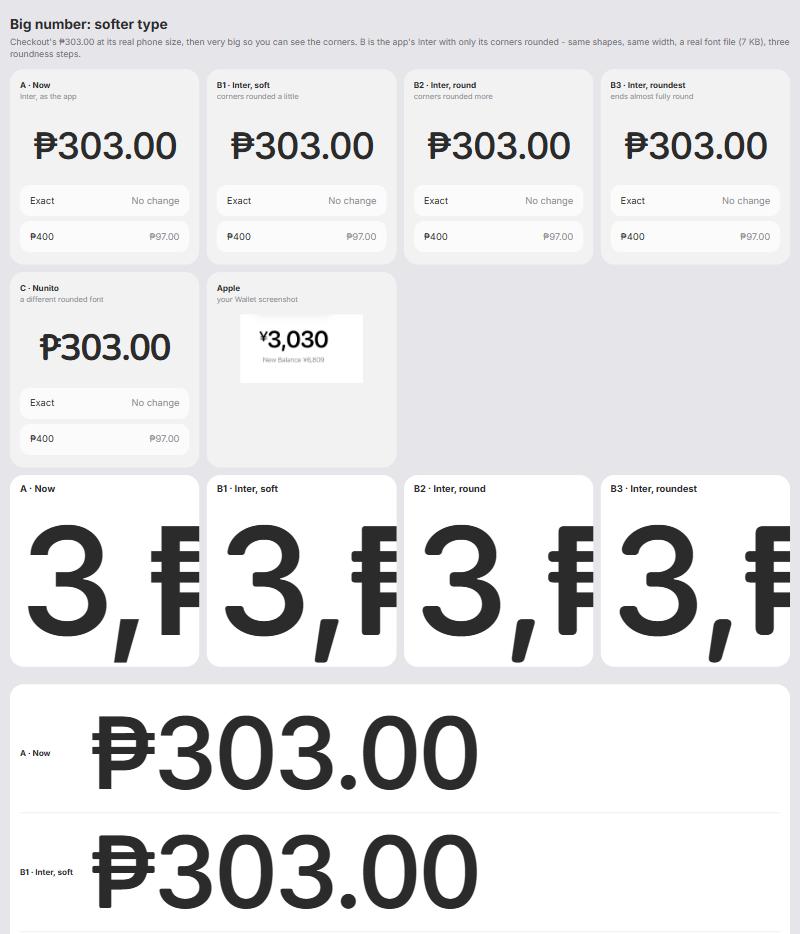 Big number: softer type
Checkout's ₱303.00 at its real phone size, then very big so you can see the corners. B is the app's Inter with only its corners rounded - same shapes, same width, a real font file (7 KB), three
roundness steps.
A · Now
Inter, as the app
₱303.00
Exact No change
₱400 ₱97.00
B1 · Inter, soft
corners rounded a little
₱303.00
Exact No change
₱400 ₱97.00
B2 · Inter, round
corners rounded more
₱303.00
Exact No change
₱400 ₱97.00
B3 · Inter, roundest
ends almost fully round
₱303.00
Exact No change
₱400 ₱97.00
C · Nunito
a different rounded font
₱303.00
Exact No change
₱400 ₱97.00
Apple
your Wallet screenshot
¥3,030
New Balance ¥6,809
A · Now
3,₱
B1 · Inter, soft
3,₱
B2 · Inter, round
3,₱
B3 · Inter, roundest
3,₱
A · Now
₱303.00
B1 · Inter, soft
₱303.00